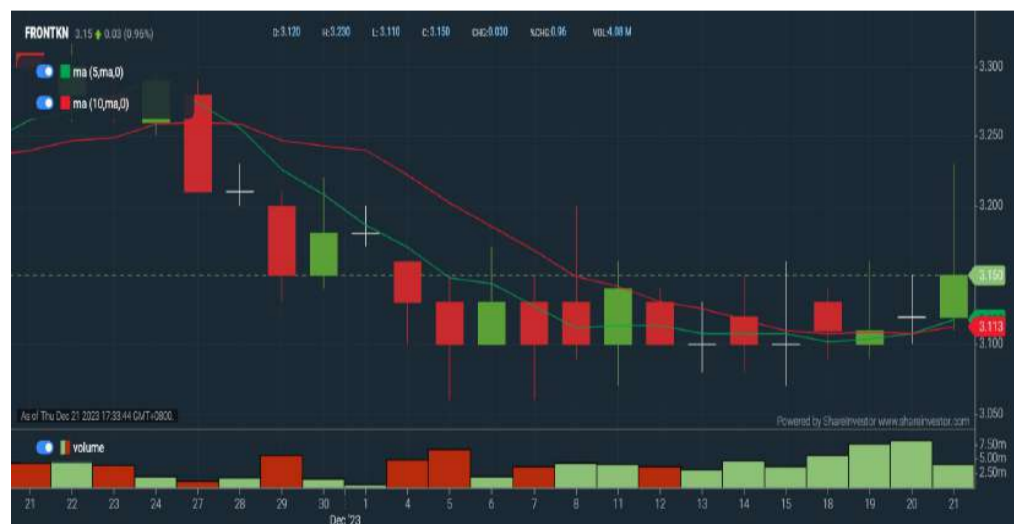 FRONTKN 3.15 0.03 (0.96%) O:3.120 H:3.230 L:3.110 C:3.150 CHG:0.030 %CHG:0.96 VOL:4.08 M
ma (5,ma,0)
ma (10,ma,0)
3.300
3.250
3.200
3.150
3.113
3.100
3.050
As of Thu Dec 21 2023 17:33:44 GMT+0800.
Powered by ShareInvestor www.shareinvestor.com
volume
7.50m
5.00m
2.50m
21 22 23 24 27 28 29 30 1 4 5 6 7 8 11 12 13 14 15 18 19 20 21
Dec '23